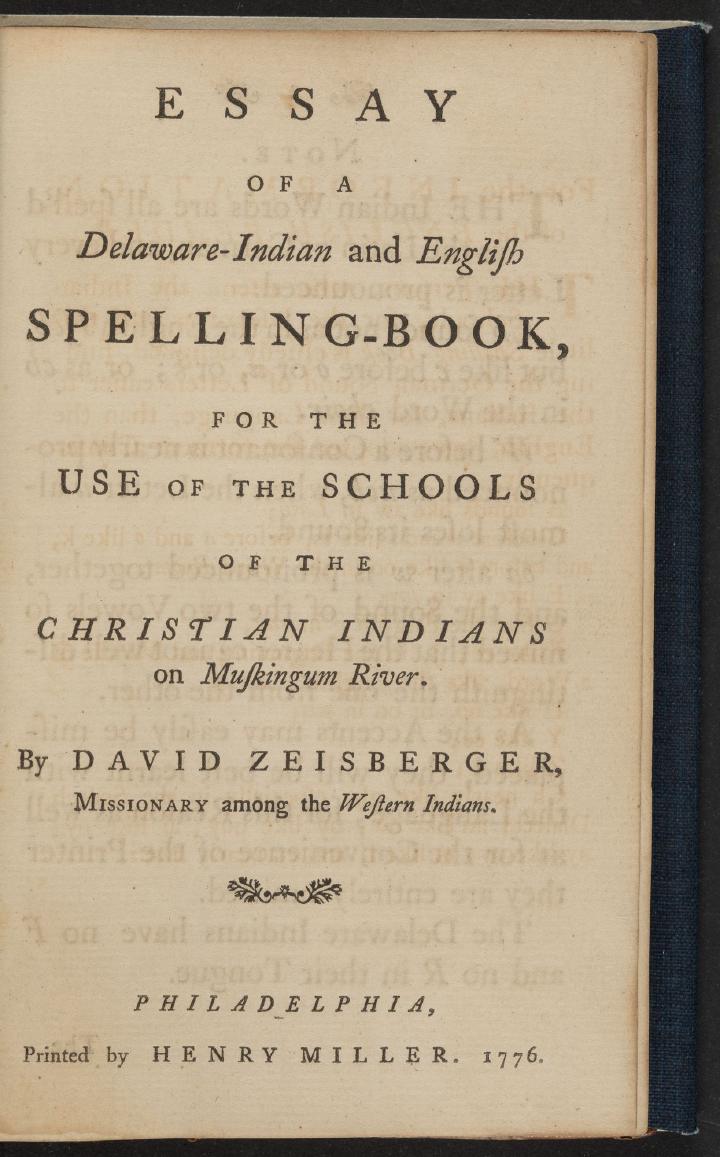 ESSAY
OF A
Delaware-Indian and Engliſh
SPELLING-BOOK,
FOR THE
USE OF THE SCHOOLS
OF THE
CHRISTIAN INDIANS
on Muſkingum River.
By DAVID ZEISBERGER,
MISSIONARY among the Weſtern Indians.
PHILADELPHIA,
Printed by HENRY MILLER. 1776.